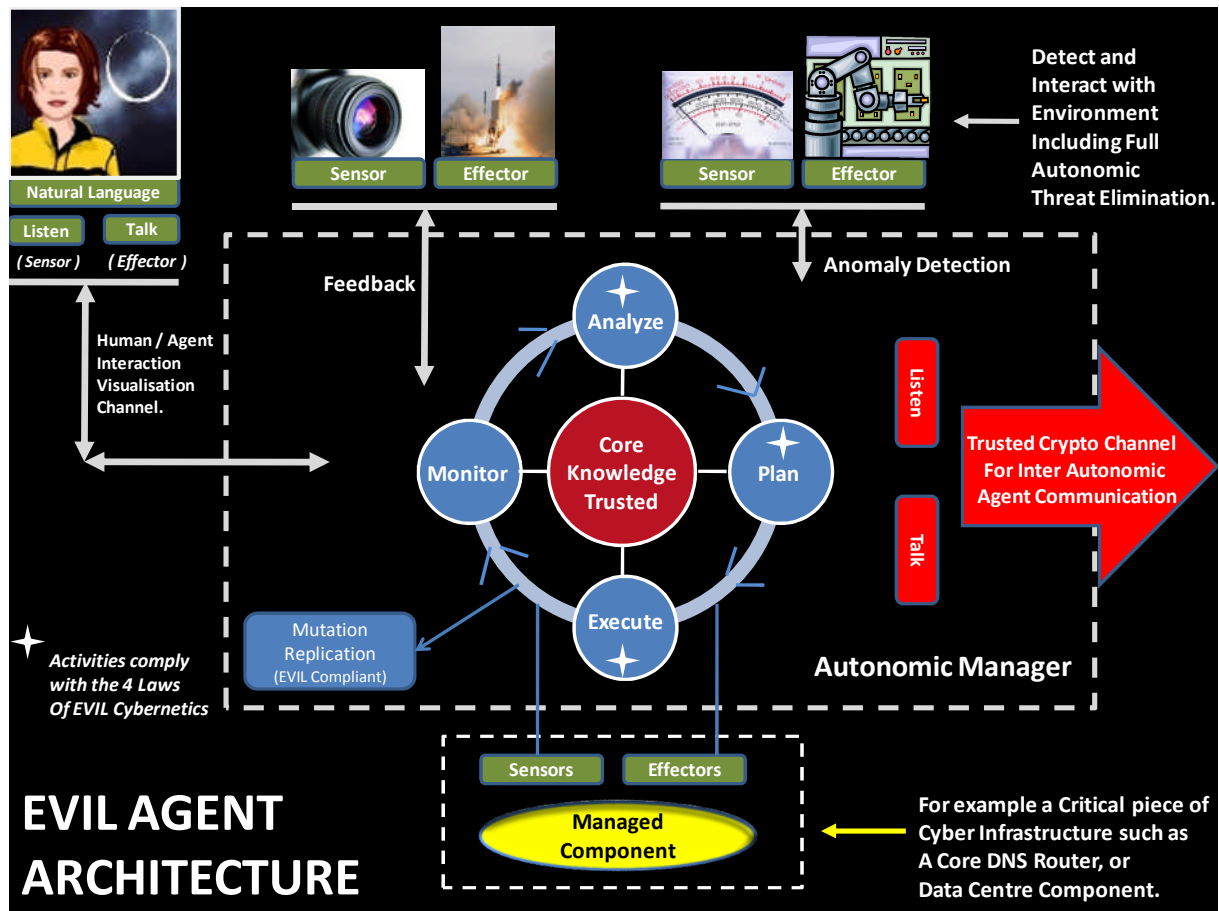 Natural Language
Listen
Talk
( Sensor )
( Effector )
Human / Agent
Interaction
Visualisation
Channel.
Sensor
Effector
Feedback
Sensor
Effector
Anomaly Detection
Detect and
Interact with
Environment
Including Full
Autonomic
Threat Elimination.
Analyze
Monitor
Core
Knowledge
Trusted
Plan
Execute
Listen
Talk
Trusted Crypto Channel
For Inter Autonomic
Agent Communication
Mutation
Replication
(EVIL Compliant)
Autonomic Manager
Activities comply
with the 4 Laws
Of EVIL Cybernetics
Sensors
Effectors
Managed
Component
For example a Critical piece of
Cyber Infrastructure such as
A Core DNS Router, or
Data Centre Component.
EVIL AGENT
ARCHITECTURE